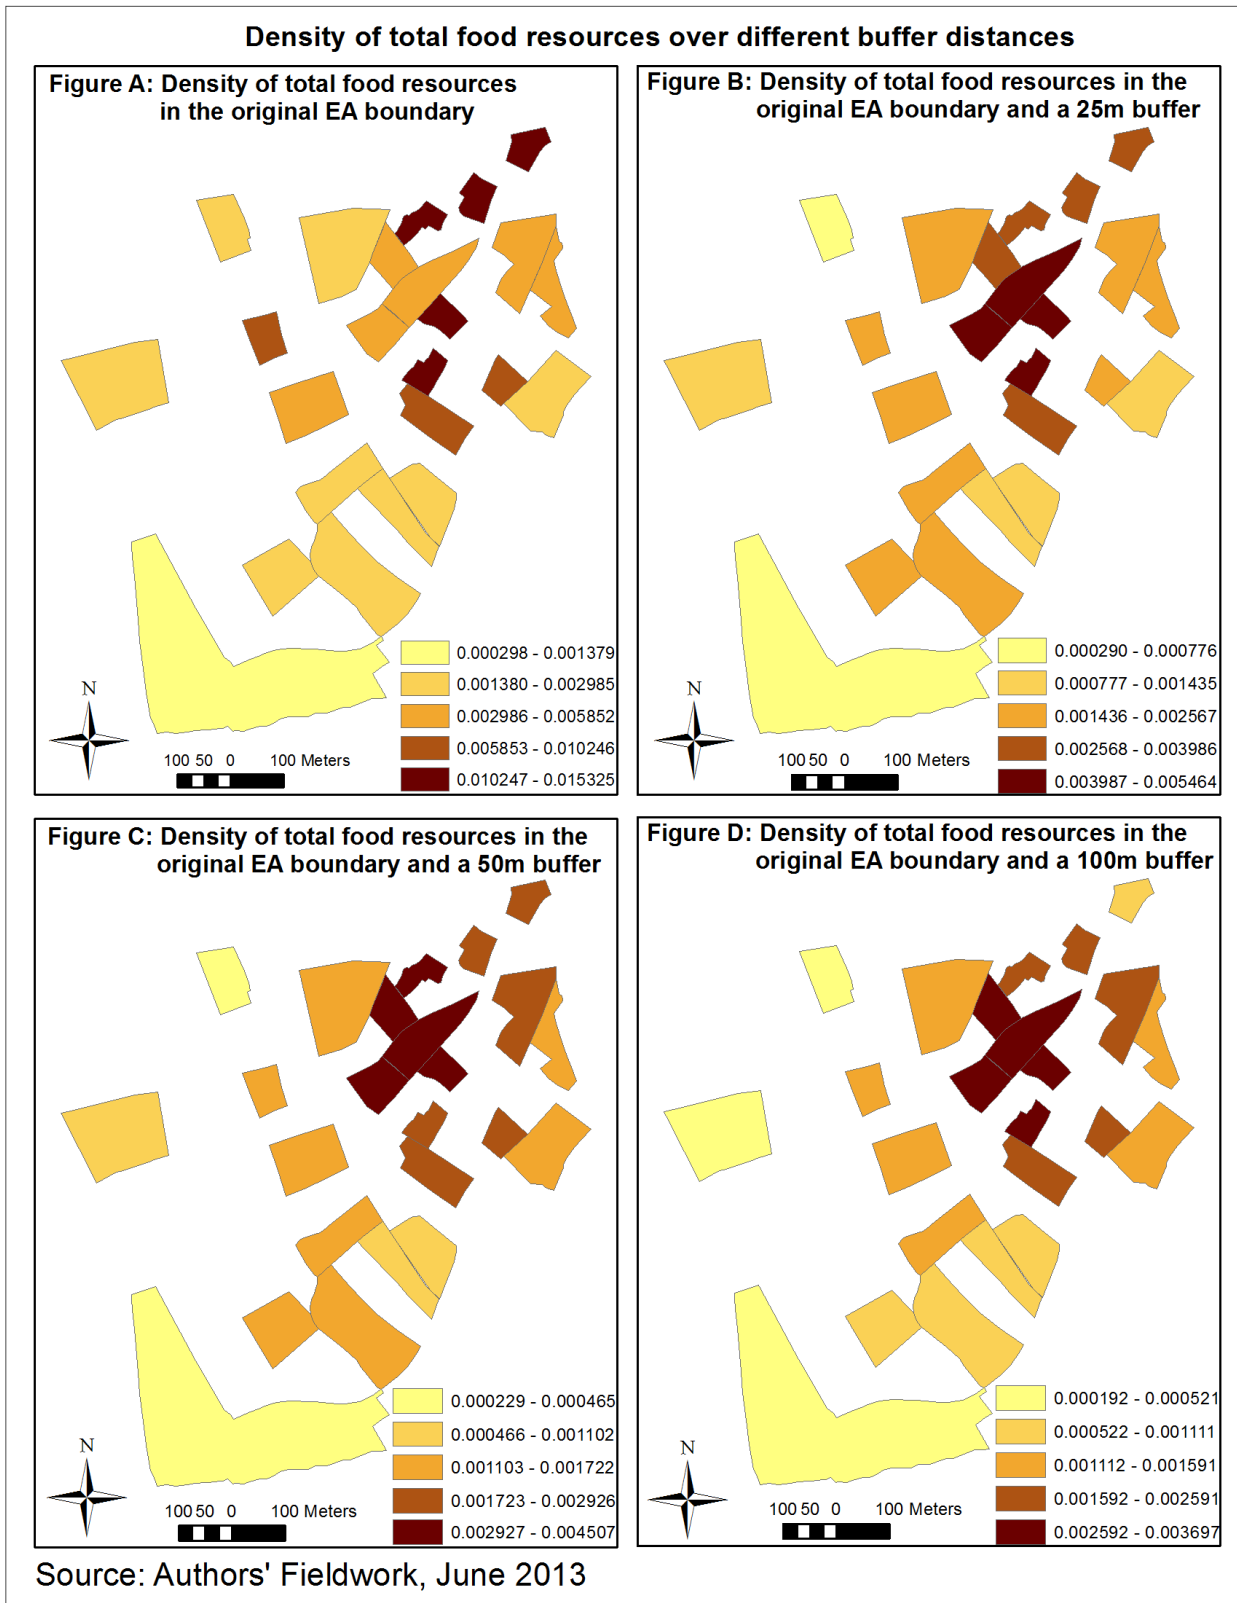 Density of total food resources over different buffer distances
Figure A: Density of total food resources
in the original EA boundary
0.000298 - 0.001379
0.001380 - 0.002985
0.002986 - 0.005852
0.005853 - 0.010246
0.010247 - 0.015325
N
100 50 0 100 Meters
Figure B: Density of total food resources in the
original EA boundary and a 25m buffer
0.000290 - 0.000776
0.000777 - 0.001435
0.001436 - 0.002567
0.002568 - 0.003986
0.003987 - 0.005464
N
100 50 0 100 Meters
Figure C: Density of total food resources in the
original EA boundary and a 50m buffer
0.000229 - 0.000465
0.000466 - 0.001102
0.001103 - 0.001722
0.001723 - 0.002926
0.002927 - 0.004507
N
100 50 0 100 Meters
Figure D: Density of total food resources in the
original EA boundary and a 100m buffer
0.000192 - 0.000521
0.000522 - 0.001111
0.001112 - 0.001591
0.001592 - 0.002591
0.002592 - 0.003697
N
100 50 0 100 Meters
Source: Authors' Fieldwork, June 2013